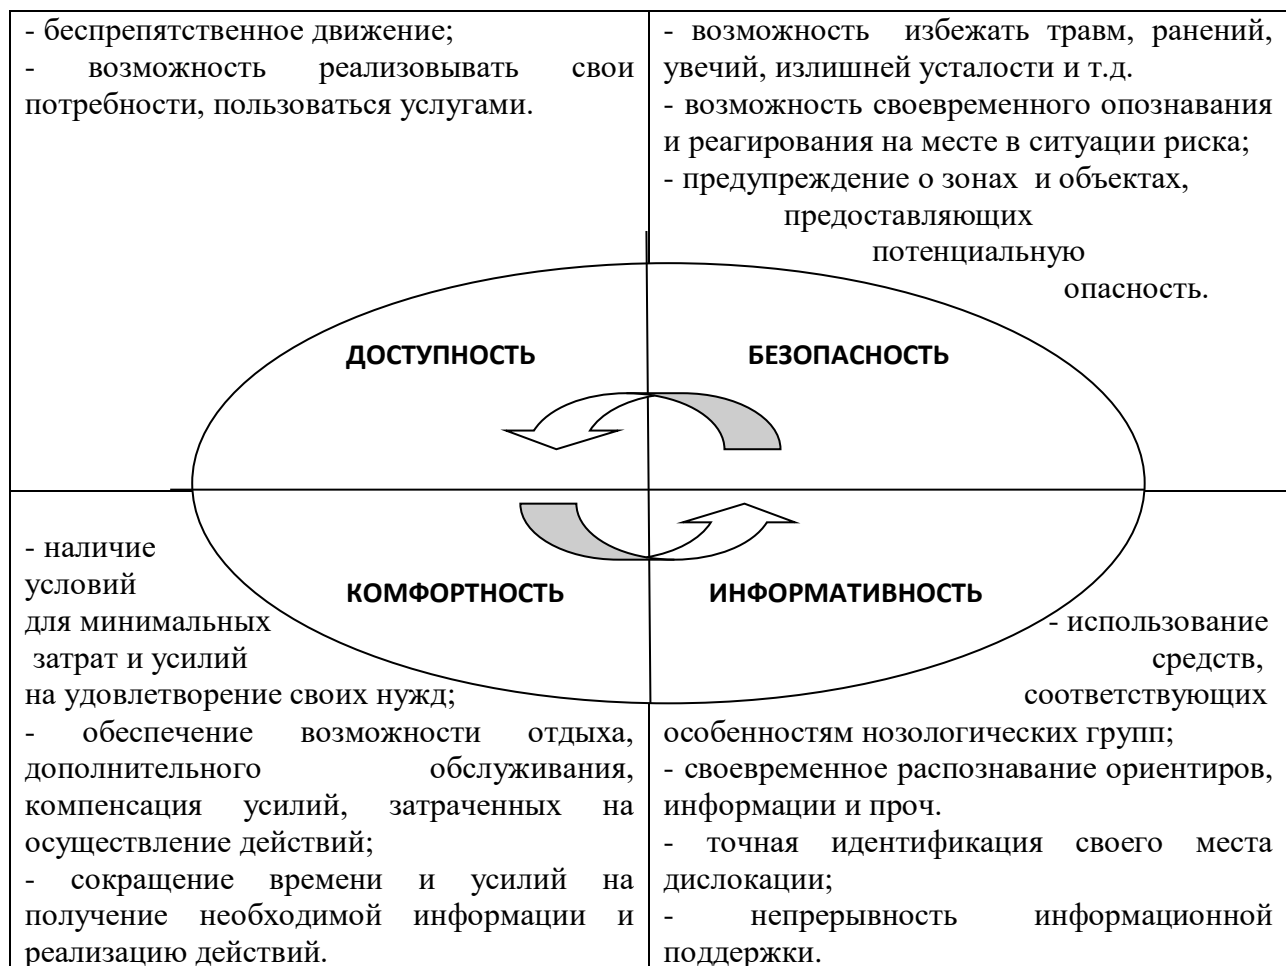 - беспрепятственное движение;
- возможность реализовывать свои
потребности, пользоваться услугами.
- возможность избежать травм, ранений,
увечий, излишней усталости и т.д.
- возможность своевременного опознавания
и реагирования на месте в ситуации риска;
- предупреждение о зонах и объектах,
предоставляющих
потенциальную
опасность.
ДОСТУПНОСТЬ
БЕЗОПАСНОСТЬ
КОМФОРТНОСТЬ
ИНФОРМАТИВНОСТЬ
- наличие
условий
для минимальных
затрат и усилий
на удовлетворение своих нужд;
- обеспечение возможности отдыха,
дополнительного обслуживания,
компенсация усилий, затраченных на
осуществление действий;
- сокращение времени и усилий на
получение необходимой информации и
реализацию действий.
- использование
средств,
соответствующих
особенностям нозологических групп;
- своевременное распознавание ориентиров,
информации и проч.
- точная идентификация своего места
дислокации;
- непрерывность информационной
поддержки.